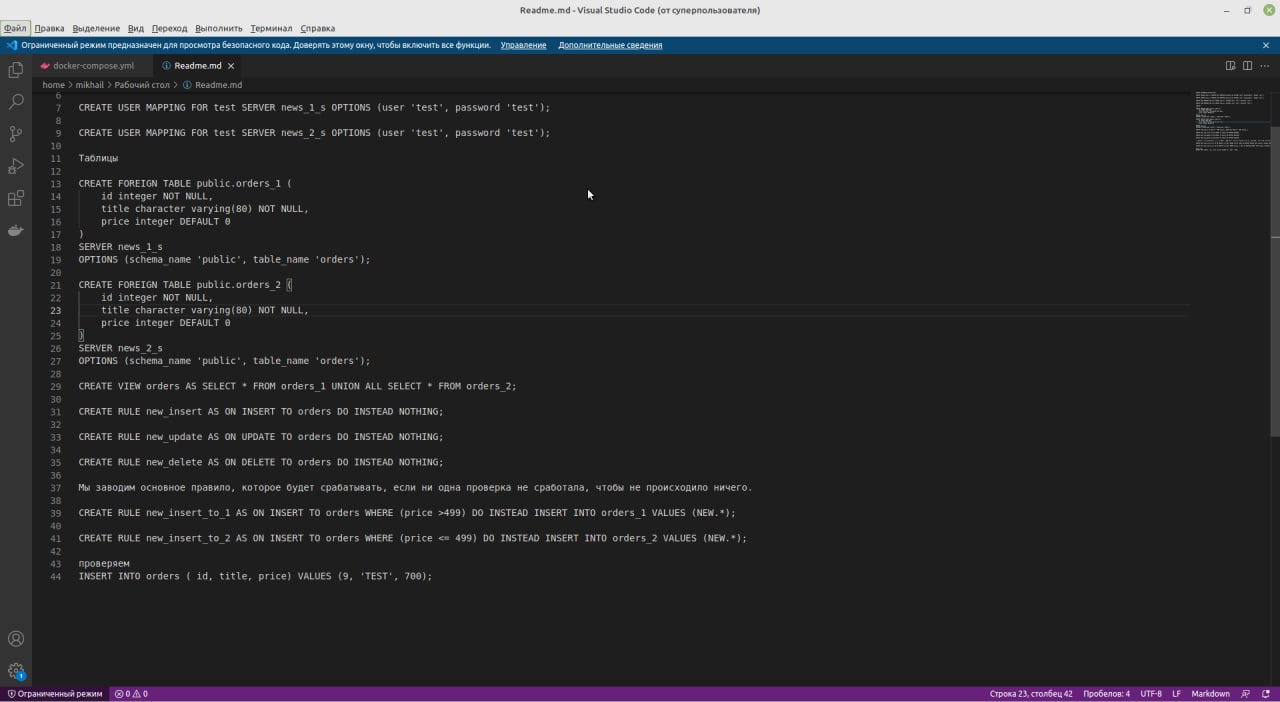 Readme.md - Visual Studio Code (от суперпользователя)
Файл Правка Выделение Вид Переход Выполнить Терминал Справка
Ограниченный режим предназначен для просмотра безопасного кода. Доверять этому окну, чтобы включить все функции. Управление Дополнительные сведения
docker-compose.yml Readme.md
home > mikhail > Рабочий стол > Readme.md
6
7 CREATE USER MAPPING FOR test SERVER news_1_s OPTIONS (user 'test', password 'test');
8
9 CREATE USER MAPPING FOR test SERVER news_2_s OPTIONS (user 'test', password 'test');
10
11 Таблицы
12
13 CREATE FOREIGN TABLE public.orders_1 (
14 id integer NOT NULL,
15 title character varying(80) NOT NULL,
16 price integer DEFAULT 0
17 )
18 SERVER news_1_s
19 OPTIONS (schema_name 'public', table_name 'orders');
20
21 CREATE FOREIGN TABLE public.orders_2 (
22 id integer NOT NULL,
23 title character varying(80) NOT NULL,
24 price integer DEFAULT 0
25 )
26 SERVER news_2_s
27 OPTIONS (schema_name 'public', table_name 'orders');
28
29 CREATE VIEW orders AS SELECT * FROM orders_1 UNION ALL SELECT * FROM orders_2;
30
31 CREATE RULE new_insert AS ON INSERT TO orders DO INSTEAD NOTHING;
32
33 CREATE RULE new_update AS ON UPDATE TO orders DO INSTEAD NOTHING;
34
35 CREATE RULE new_delete AS ON DELETE TO orders DO INSTEAD NOTHING;
36
37 Мы заводим основное правило, которое будет срабатывать, если ни одна проверка не сработала, чтобы не происходило ничего.
38
39 CREATE RULE new_insert_to_1 AS ON INSERT TO orders WHERE (price >499) DO INSTEAD INSERT INTO orders_1 VALUES (NEW.*);
40
41 CREATE RULE new_insert_to_2 AS ON INSERT TO orders WHERE (price <= 499) DO INSTEAD INSERT INTO orders_2 VALUES (NEW.*);
42
43 проверяем
44 INSERT INTO orders ( id, title, price) VALUES (9, 'TEST', 700);
1
Ограниченный режим 0 0 Строка 23, столбец 42 Пробелов: 4 UTF-8 LF Markdown